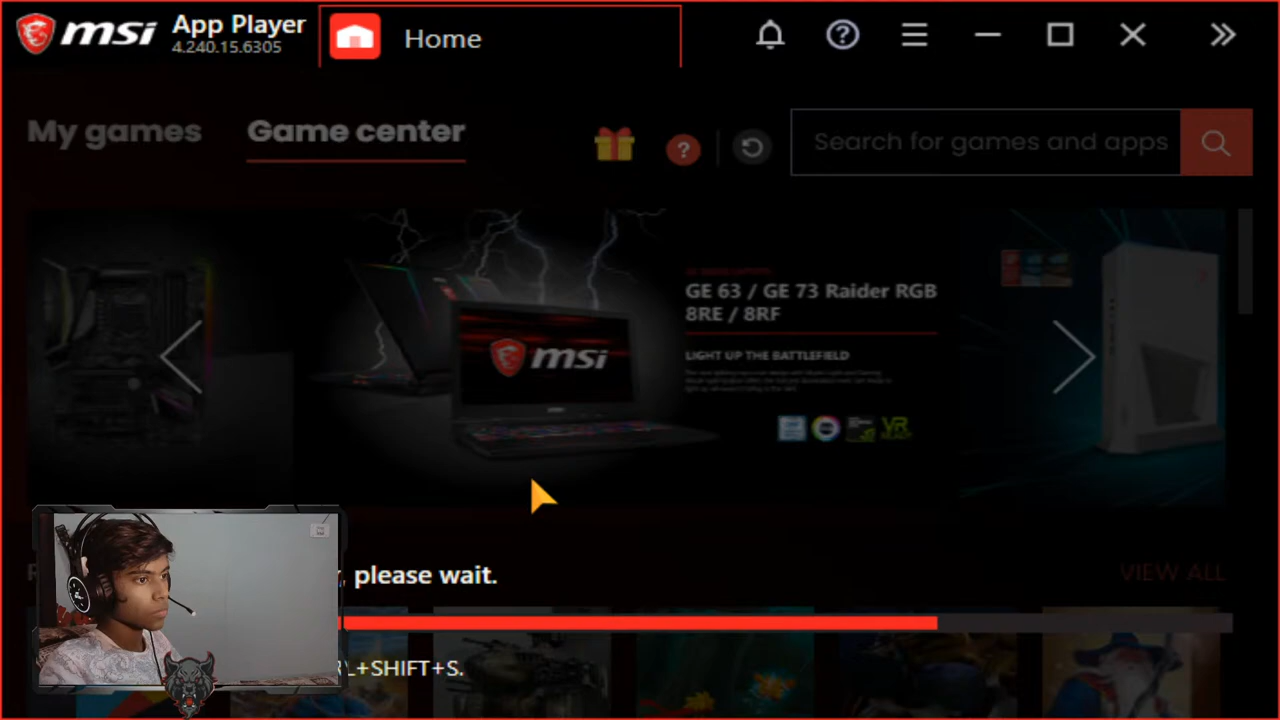 msi App Player
4.240.15.6305
Home
My games
Game center
Search for games and apps
GE 63 / GE 73 Raider RGB
8RE / 8RF
LIGHT UP THE BATTLEFIELD
msi
VR
READY
please wait.
VIEW ALL
+SHIFT+S.